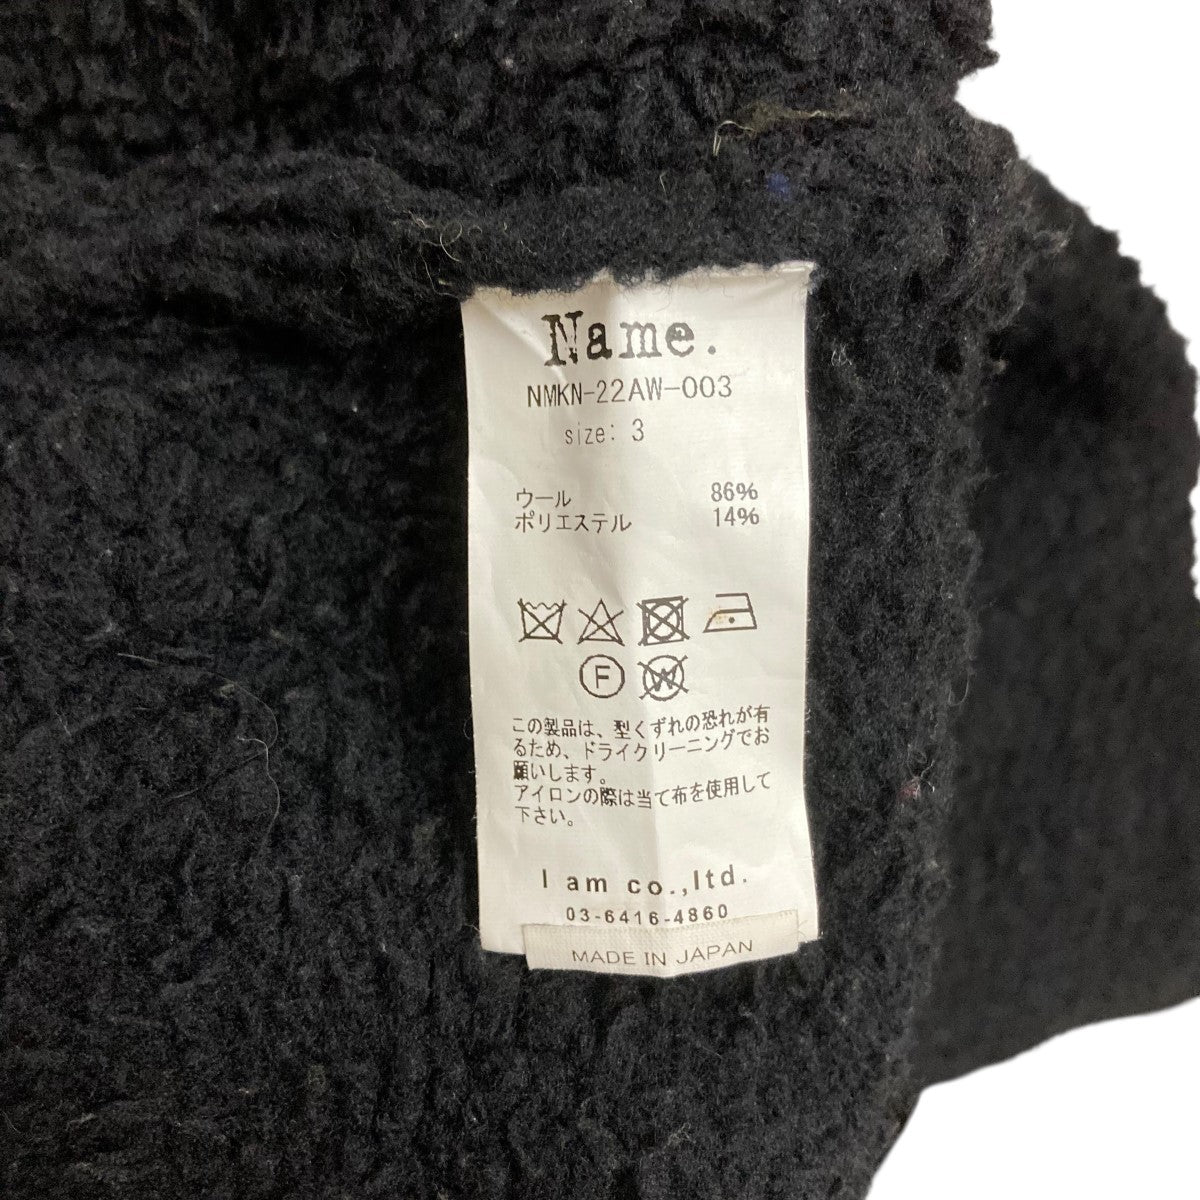 Name.
NMKN-22AW-003
size: 3
ウール 86%
ポリエステル 14%
F
W
この製品は、型くずれの恐れが有
るため、ドライクリーニングでお
願いします。
アイロンの際は当て布を使用して
下さい。
I am co.,ltd.
03-6416-4860
MADE IN JAPAN